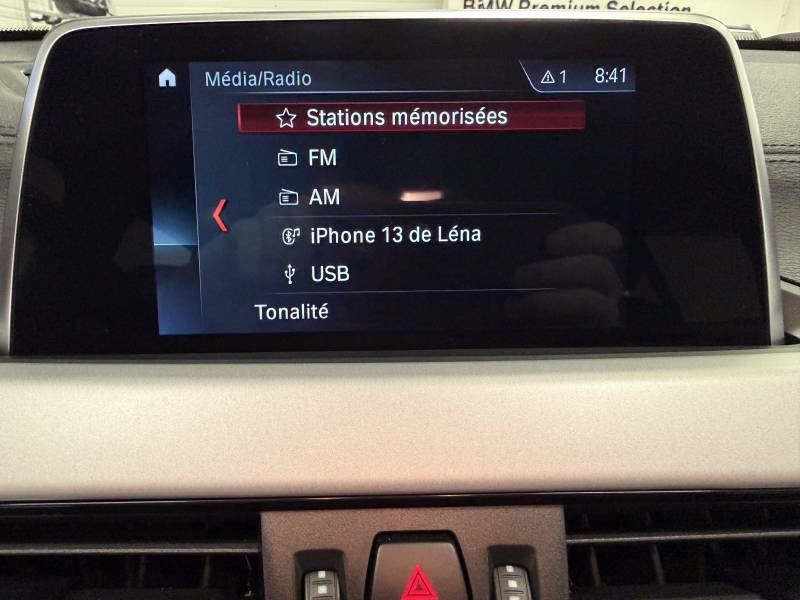 BMW Premium Selection
Média/Radio
1
8:41
Stations mémorisées
FM
AM
iPhone 13 de Léna
USB
Tonalité